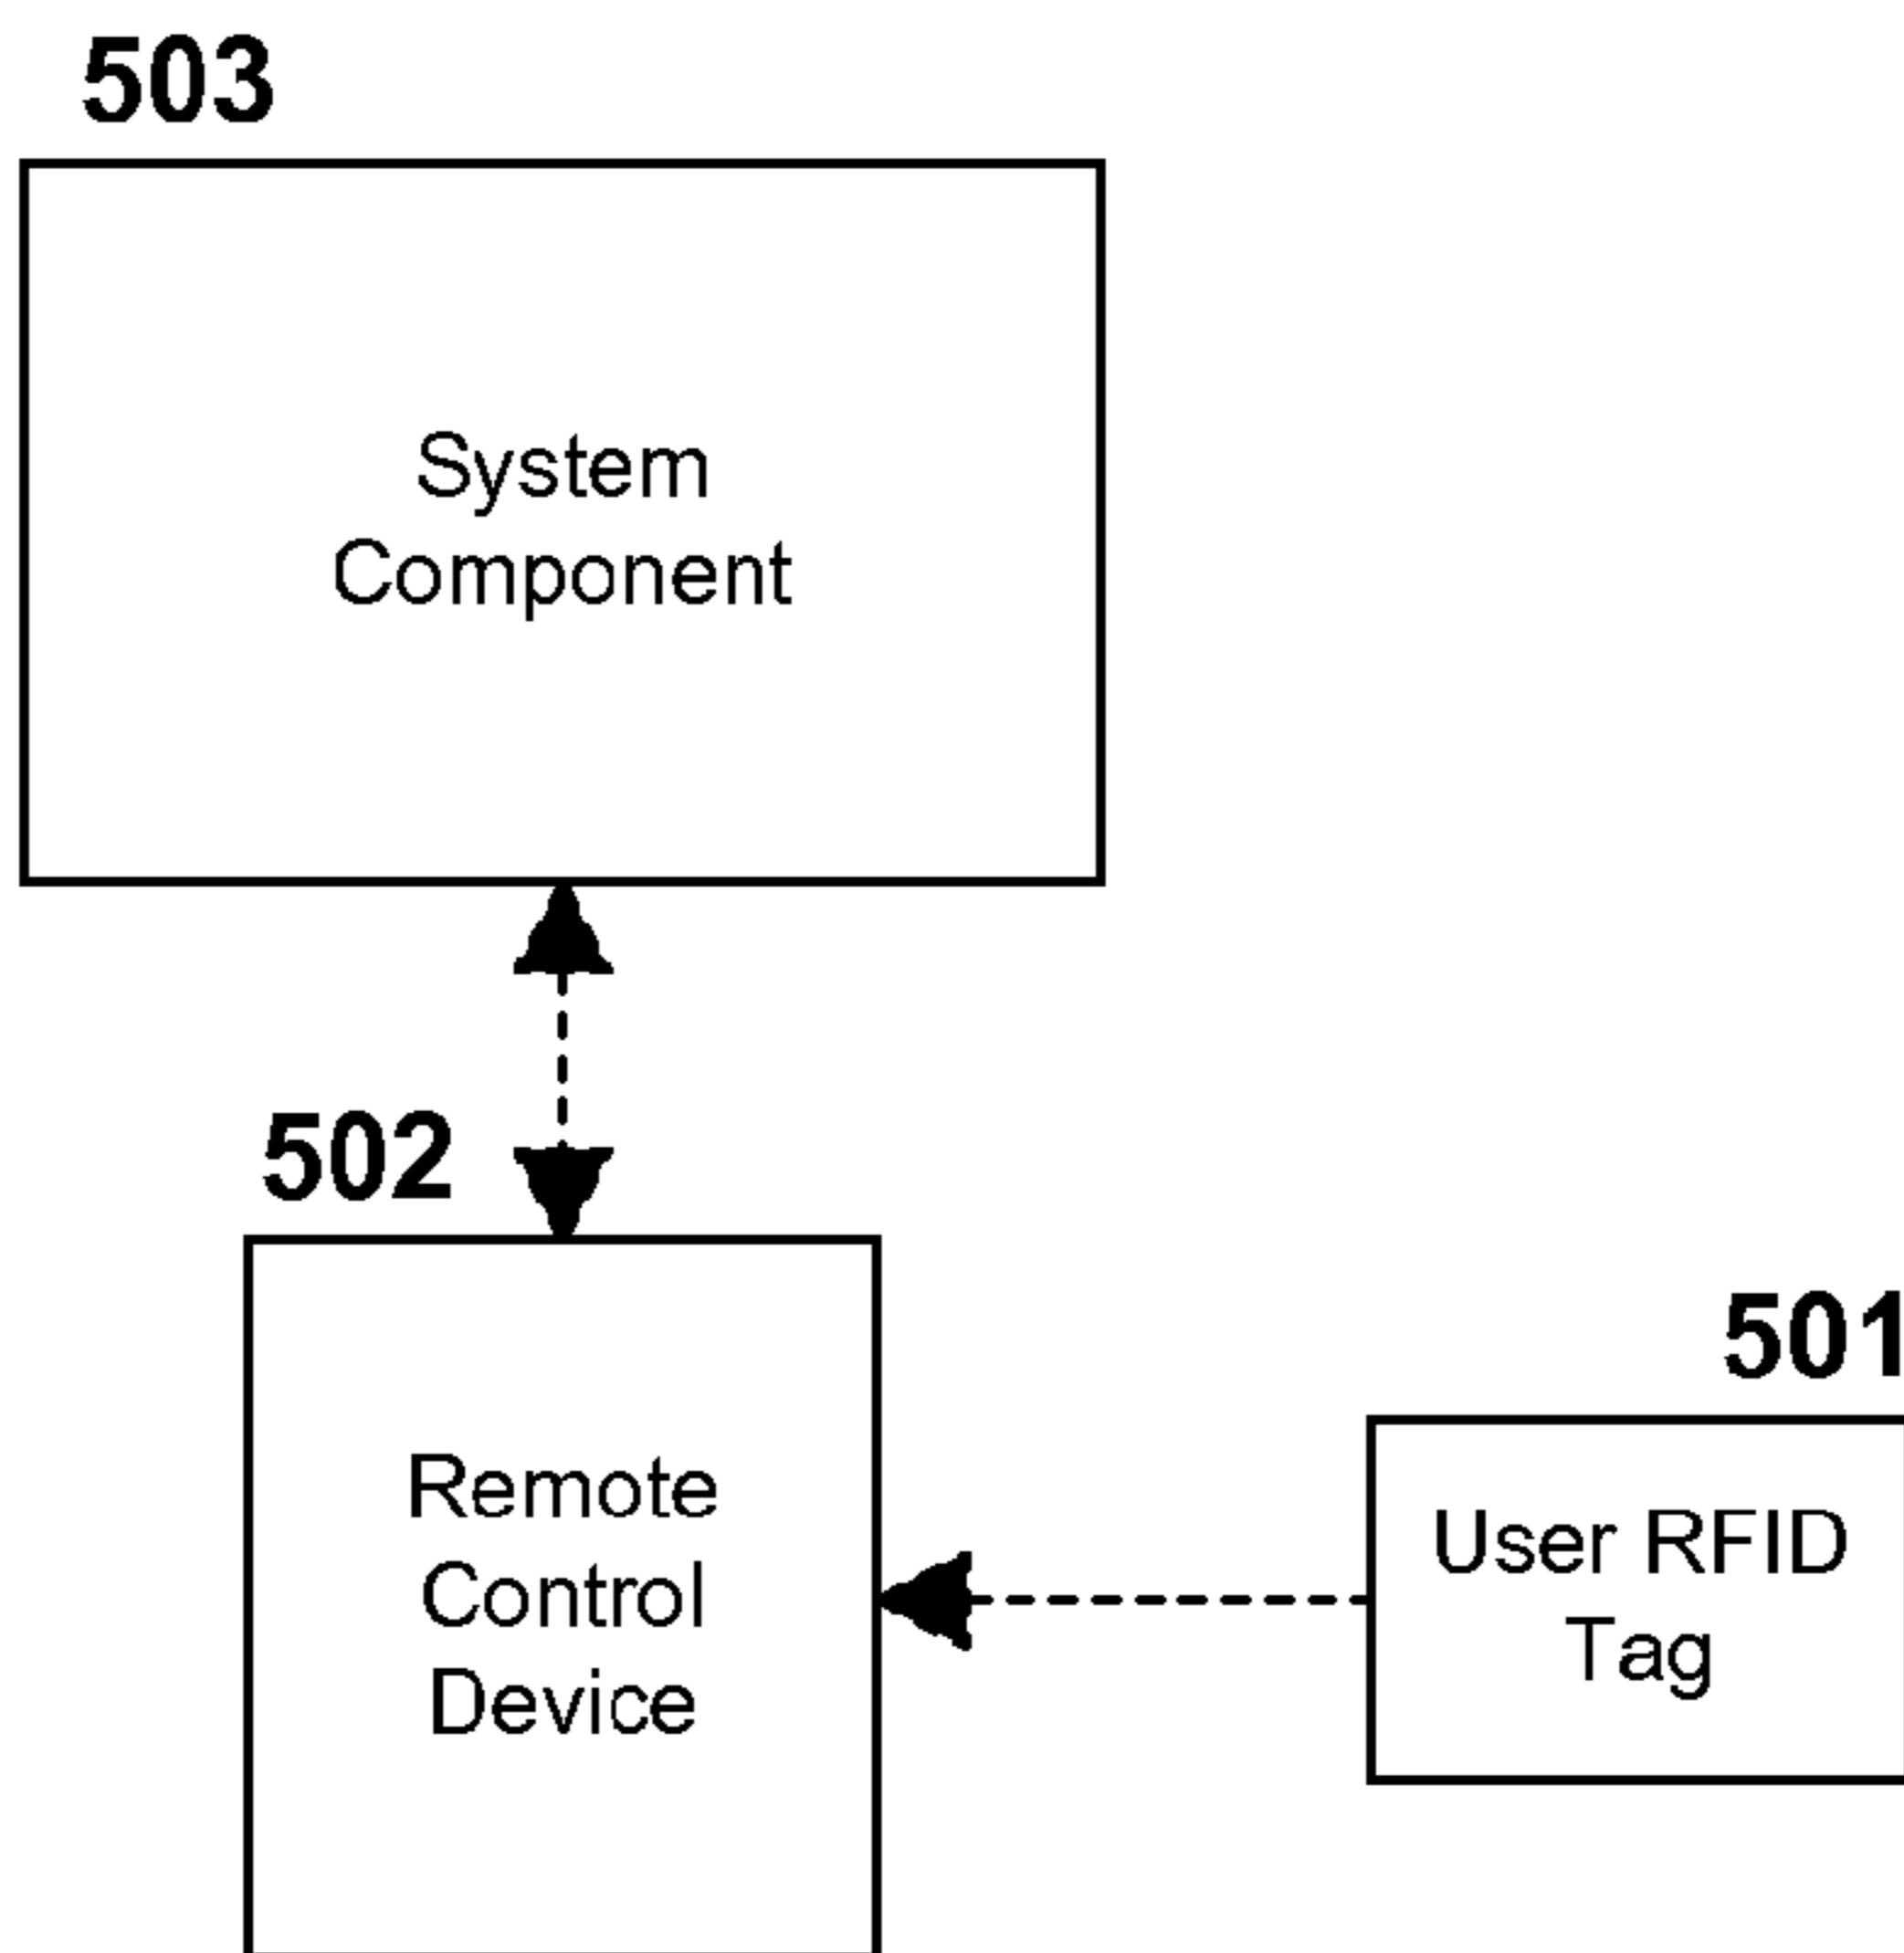 503
System
Component
502
501
Remote
Control
Device
User RFID
Tag